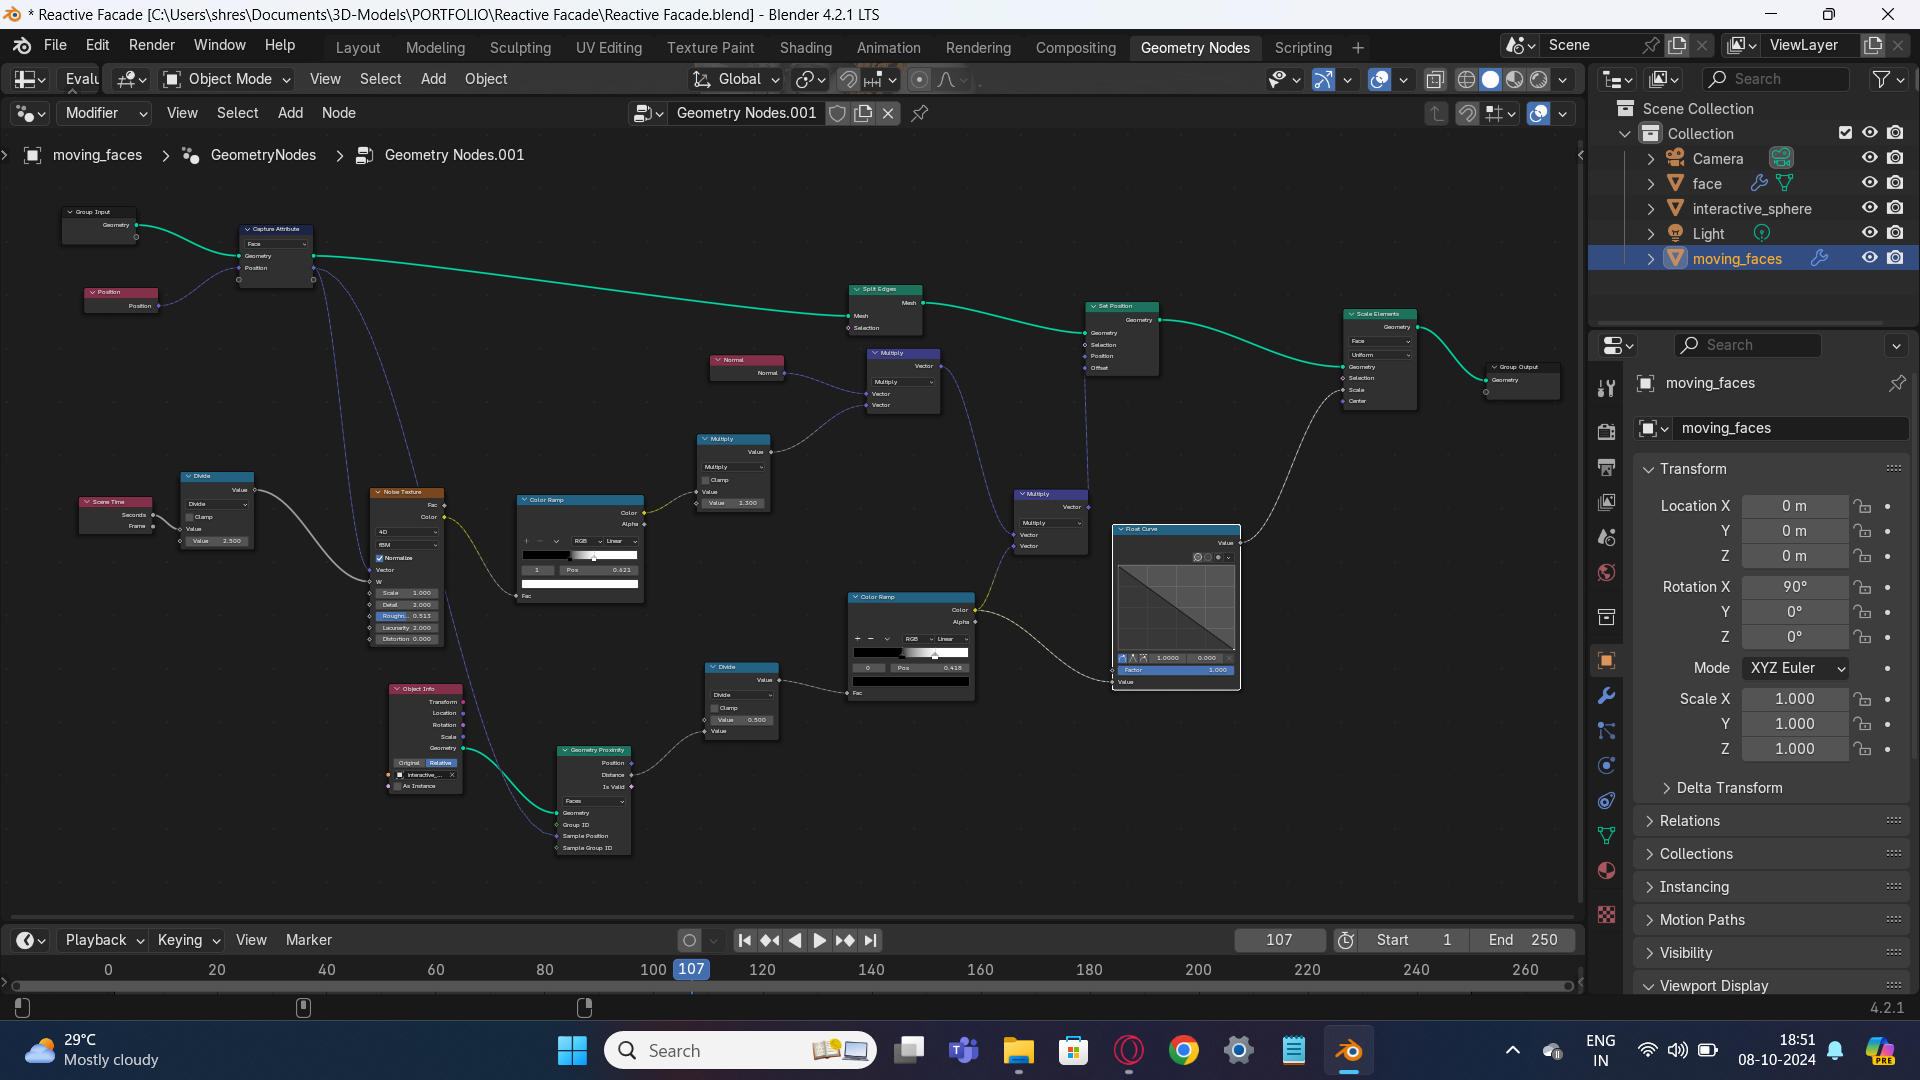 * Reactive Facade [C:\Users\shres\Documents\3D-Models\PORTFOLIO\Reactive Facade\Reactive Facade.blend] - Blender 4.2.1 LTS
File Edit Render Window Help
Layout Modeling Sculpting UV Editing Texture Paint Shading Animation Rendering Compositing Geometry Nodes Scripting +
Scene
ViewLayer
Evalu
Object Mode View Select Add Object
Global
Search
Modifier View Select Add Node
Geometry Nodes.001
moving_faces > GeometryNodes > Geometry Nodes.001
Group Input
Geometry
Position
Position
Capture Attribute
Face
Geometry
Position
Scene Time
Seconds
Frame
Divide
Value
Divide
Clamp
Value
Value 2.500
Noise Texture
Fac
Color
4D
fBM
Normalize
Vector
W
Scale 1.000
Detail 2.000
Roughn... 0.513
Lacunarity 2.000
Distortion 0.000
Object Info
Transform
Location
Rotation
Scale
Geometry
Original Relative
interactive_...
As Instance
Color Ramp
Color
Alpha
RGB Linear
1 Pos 0.621
Fac
Geometry Proximity
Position
Distance
Is Valid
Faces
Geometry
Group ID
Sample Position
Sample Group ID
Normal
Normal
Multiply
Value
Multiply
Clamp
Value
Value 1.300
Divide
Value
Divide
Clamp
Value 0.500
Value
Split Edges
Mesh
Mesh
Selection
Multiply
Vector
Multiply
Vector
Vector
Color Ramp
Color
Alpha
RGB Linear
0 Pos 0.418
Fac
Multiply
Vector
Multiply
Vector
Vector
Set Position
Geometry
Geometry
Selection
Position
Offset
Float Curve
Value
1.0000 0.000
Factor 1.000
Value
Scale Elements
Geometry
Face
Uniform
Geometry
Selection
Scale
Center
Group Output
Geometry
Scene Collection
Collection
Camera
face
interactive_sphere
Light
moving_faces
Search
moving_faces
moving_faces
Transform
Location X 0 m
Y 0 m
Z 0 m
Rotation X 90°
Y 0°
Z 0°
Mode XYZ Euler
Scale X 1.000
Y 1.000
Z 1.000
Delta Transform
Relations
Collections
Instancing
Motion Paths
Visibility
Viewport Display
Playback Keying View Marker
107
Start 1
End 250
0 20 40 60 80 100 107 120 140 160 180 200 220 240 260
4.2.1
29°C
Mostly cloudy
Search
ENG
IN
18:51
08-10-2024
PRE